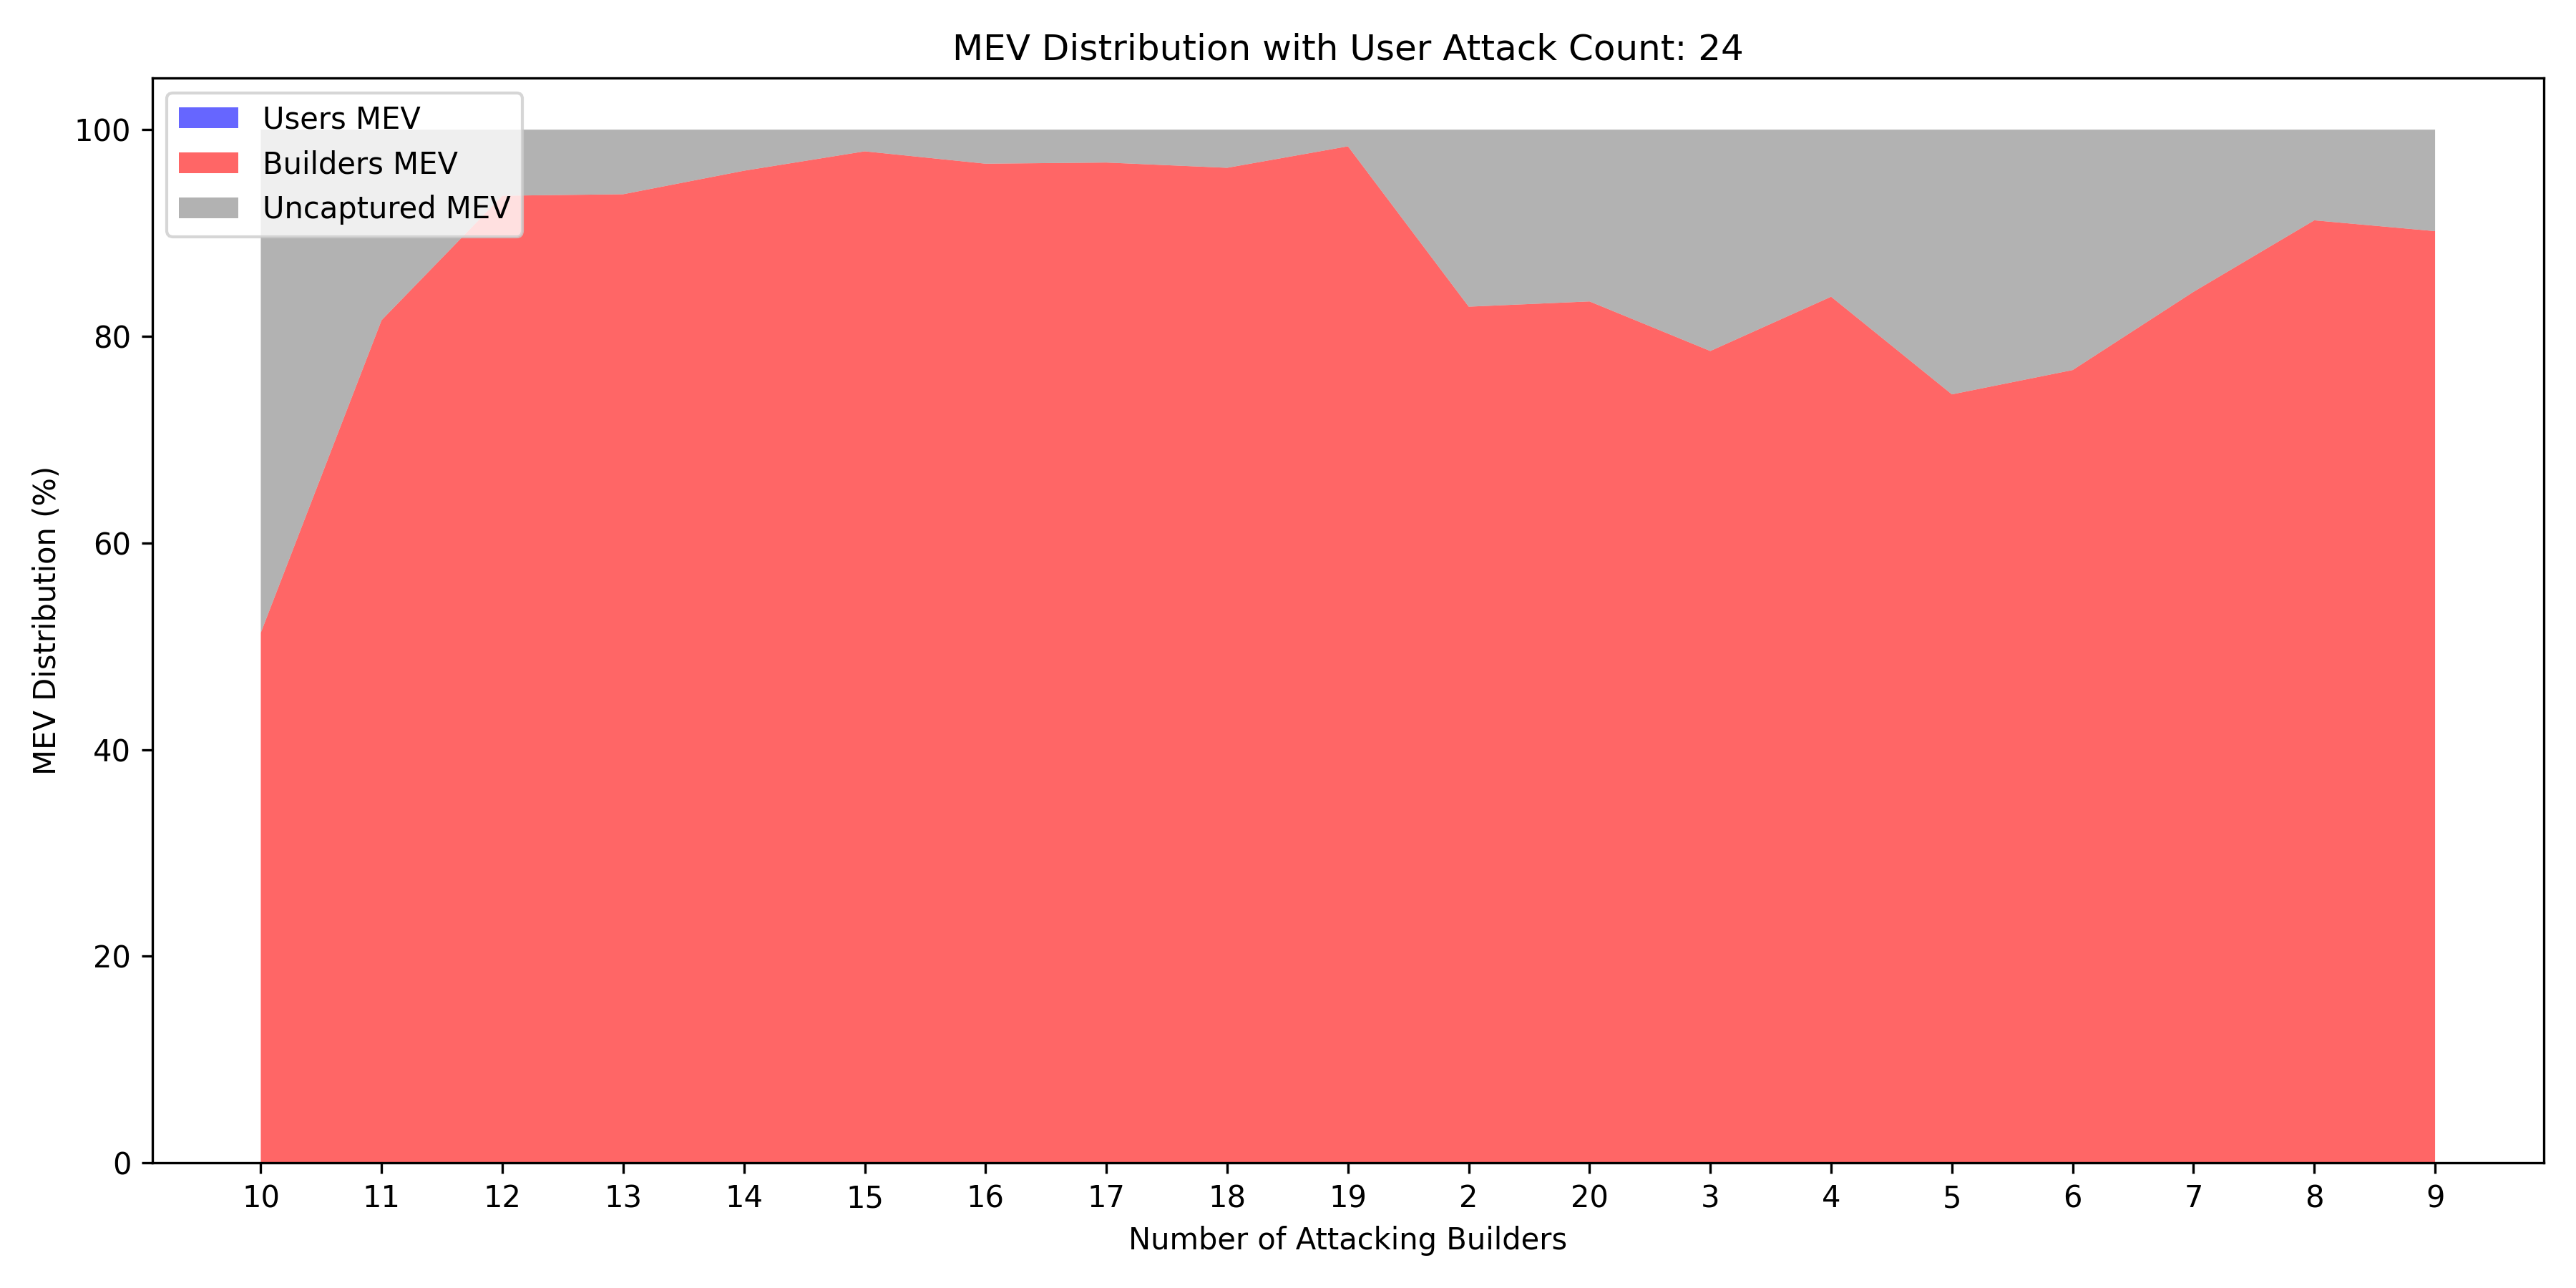 MEV Distribution with User Attack Count: 24
Users MEV
Builders MEV
Uncaptured MEV
MEV Distribution (%)
100
80
60
40
20
0
10 11 12 13 14 15 16 17 18 19 2 20 3 4 5 6 7 8 9
Number of Attacking Builders